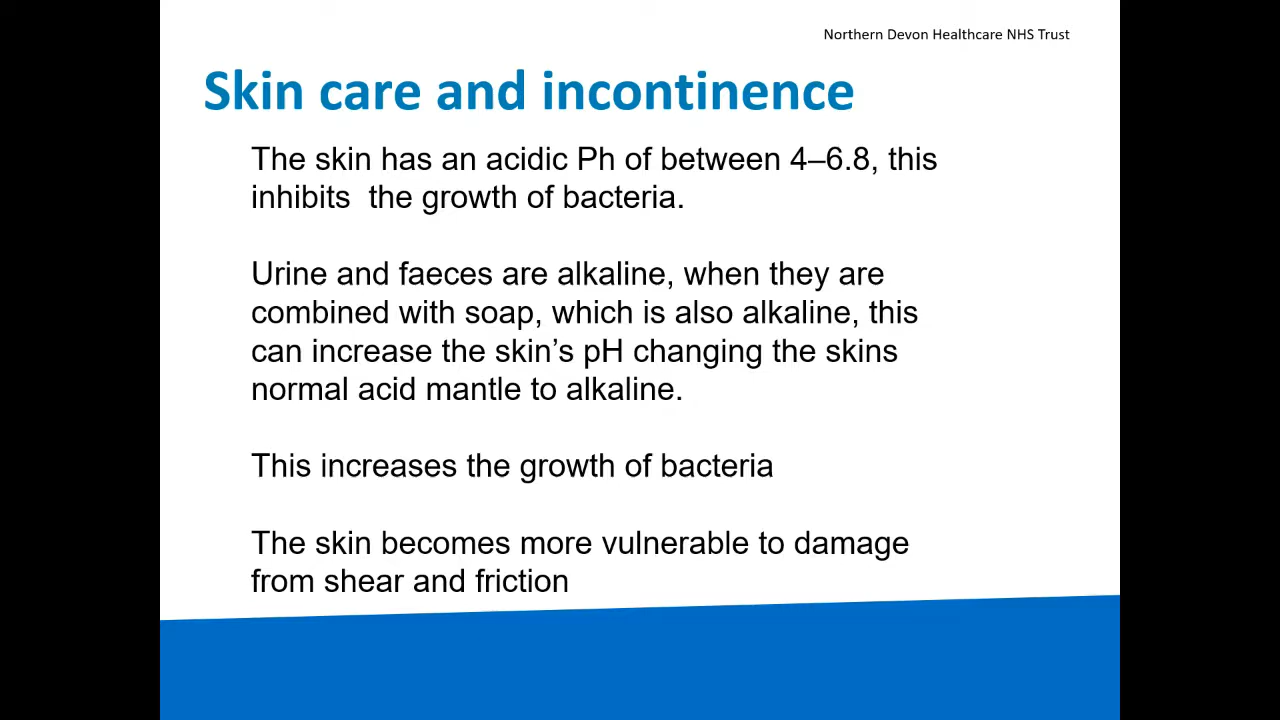 Northern Devon Healthcare NHS Trust
Skin care and incontinence
The skin has an acidic Ph of between 4–6.8, this
inhibits  the growth of bacteria.
Urine and faeces are alkaline, when they are
combined with soap, which is also alkaline, this
can increase the skin’s pH changing the skins
normal acid mantle to alkaline.
This increases the growth of bacteria
The skin becomes more vulnerable to damage
from shear and friction